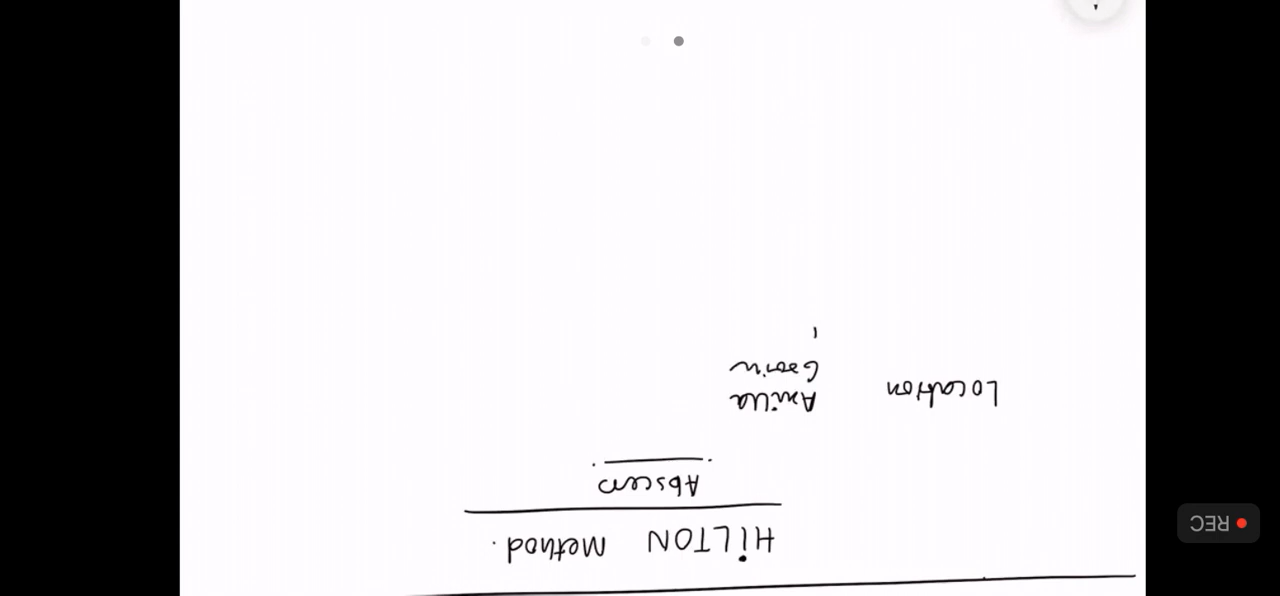 HILTON Method.
Abscess
Location Axilla
Groin
REC